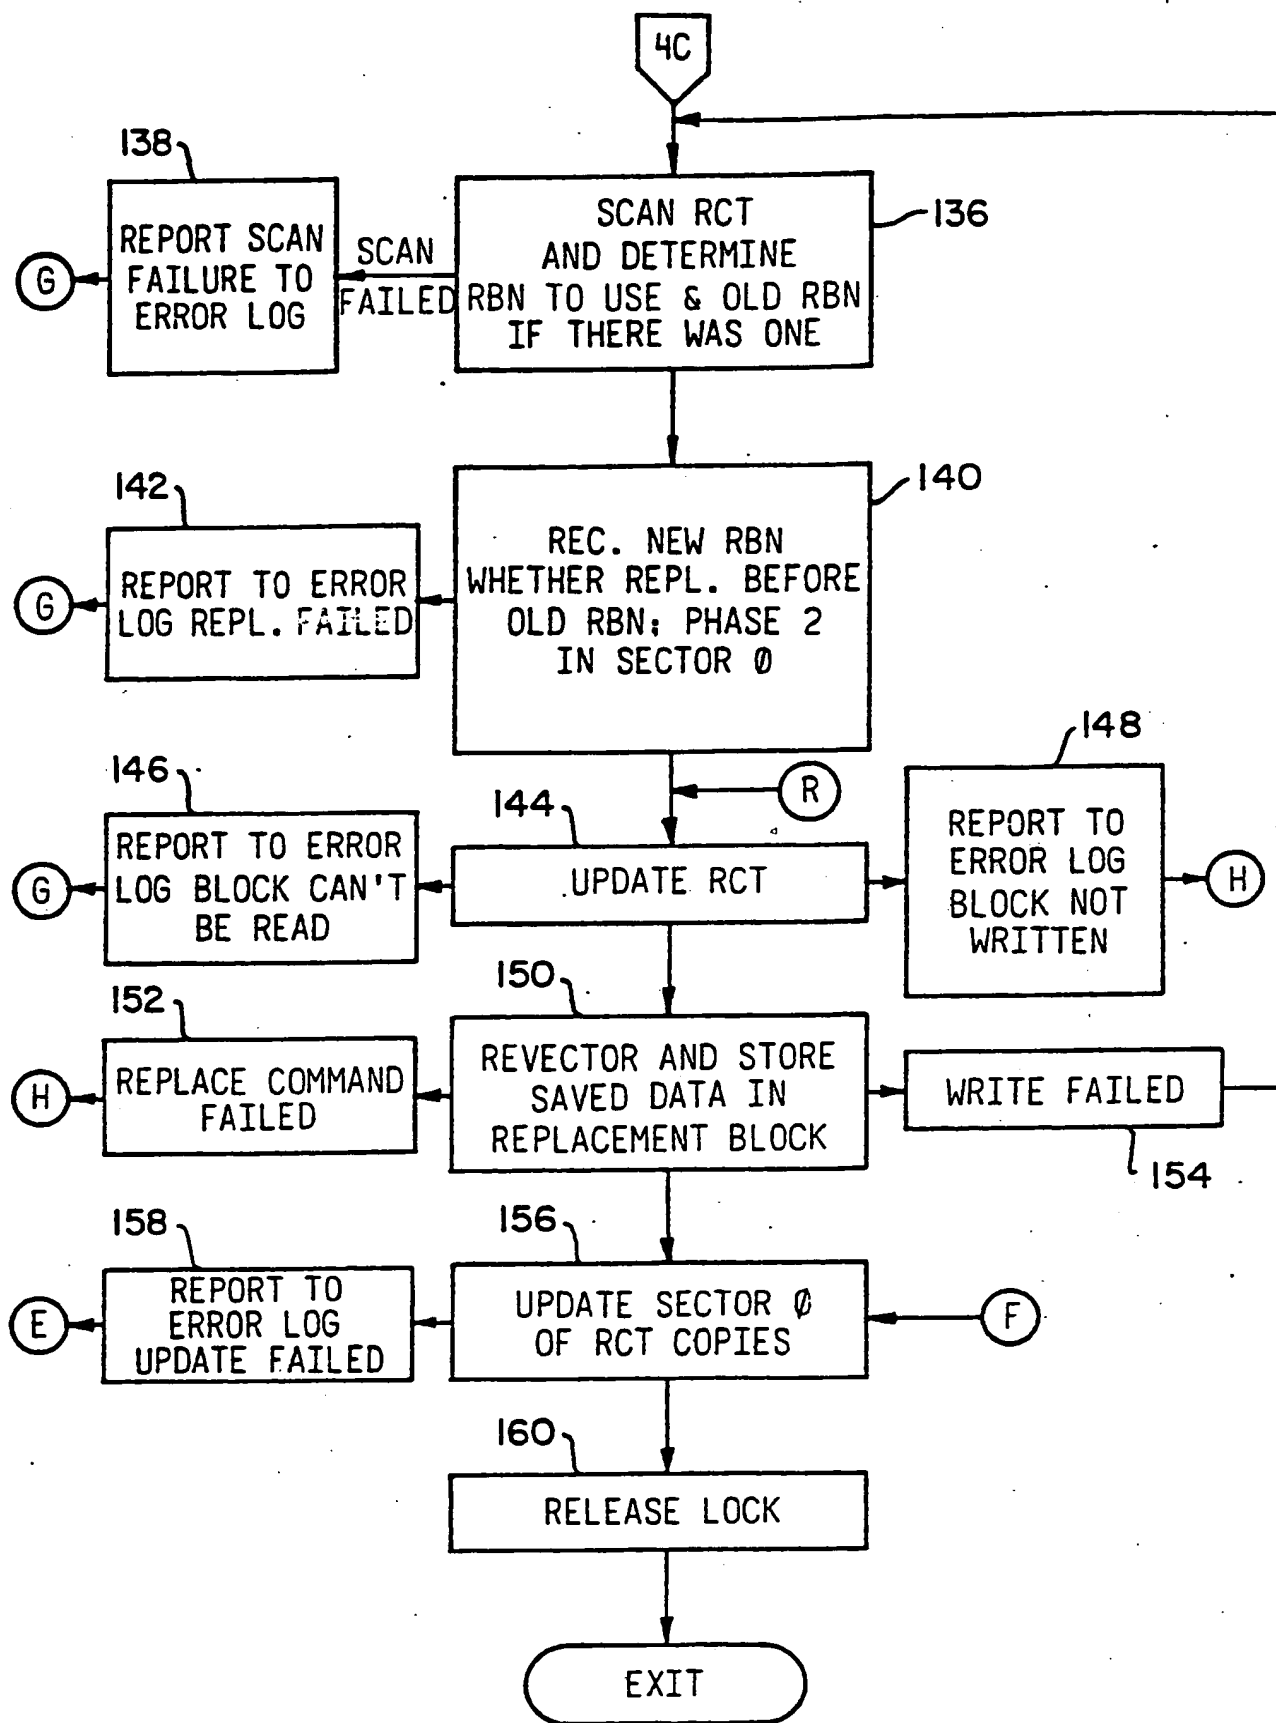 4C
138
136
SCAN RCT
AND DETERMINE
RBN TO USE & OLD RBN
IF THERE WAS ONE
SCAN
FAILED
REPORT SCAN
FAILURE TO
ERROR LOG
G
142
140
REC. NEW RBN
WHETHER REPL. BEFORE
OLD RBN; PHASE 2
IN SECTOR Ø
REPORT TO ERROR
LOG REPL. FAILED
G
148
146
144
R
REPORT TO ERROR
LOG BLOCK CAN'T
BE READ
G
UPDATE RCT
REPORT TO
ERROR LOG
BLOCK NOT
WRITTEN
H
152
150
REPLACE COMMAND
FAILED
H
REVECTOR AND STORE
SAVED DATA IN
REPLACEMENT BLOCK
WRITE FAILED
154
158
156
REPORT TO
ERROR LOG
UPDATE FAILED
E
UPDATE SECTOR Ø
OF RCT COPIES
F
160
RELEASE LOCK
EXIT